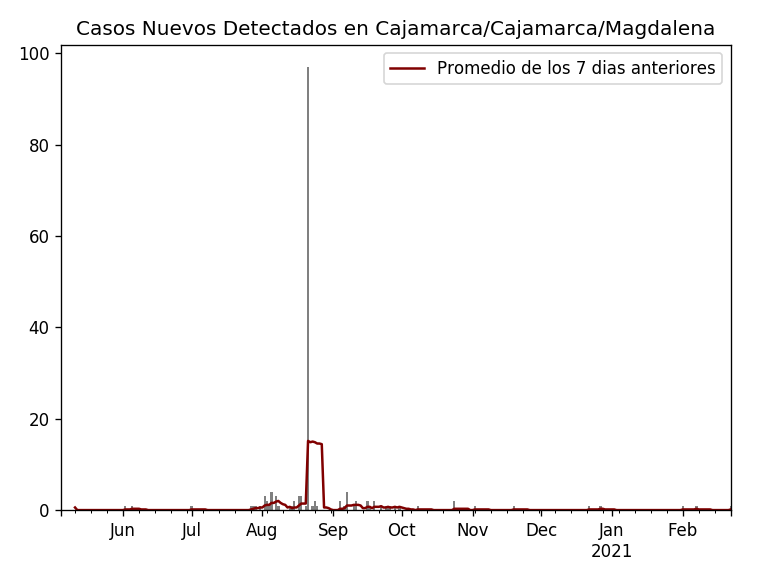 Casos Nuevos Detectados en Cajamarca/Cajamarca/Magdalena
Promedio de los 7 dias anteriores
100
80
60
40
20
0
Jun Jul Aug Sep Oct Nov Dec Jan Feb
2021